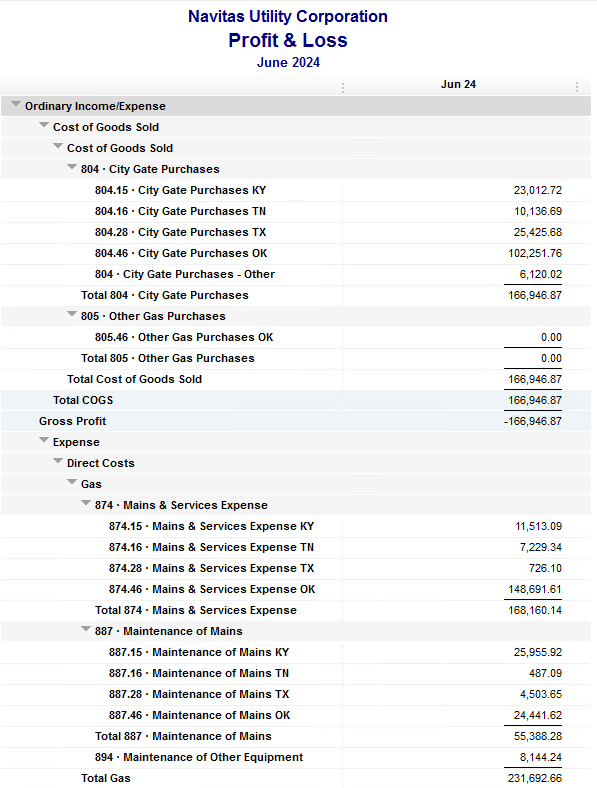 Navitas Utility Corporation
Profit & Loss
June 2024
Jun 24
Ordinary Income/Expense
Cost of Goods Sold
Cost of Goods Sold
804 · City Gate Purchases
804.15 · City Gate Purchases KY 23,012.72
804.16 · City Gate Purchases TN 10,136.69
804.28 · City Gate Purchases TX 25,425.68
804.46 · City Gate Purchases OK 102,251.76
804 · City Gate Purchases - Other 6,120.02
Total 804 · City Gate Purchases 166,946.87
805 · Other Gas Purchases
805.46 · Other Gas Purchases OK 0.00
Total 805 · Other Gas Purchases 0.00
Total Cost of Goods Sold 166,946.87
Total COGS 166,946.87
Gross Profit -166,946.87
Expense
Direct Costs
Gas
874 · Mains & Services Expense
874.15 · Mains & Services Expense KY 11,513.09
874.16 · Mains & Services Expense TN 7,229.34
874.28 · Mains & Services Expense TX 726.10
874.46 · Mains & Services Expense OK 148,691.61
Total 874 · Mains & Services Expense 168,160.14
887 · Maintenance of Mains
887.15 · Maintenance of Mains KY 25,955.92
887.16 · Maintenance of Mains TN 487.09
887.28 · Maintenance of Mains TX 4,503.65
887.46 · Maintenance of Mains OK 24,441.62
Total 887 · Maintenance of Mains 55,388.28
894 · Maintenance of Other Equipment 8,144.24
Total Gas 231,692.66